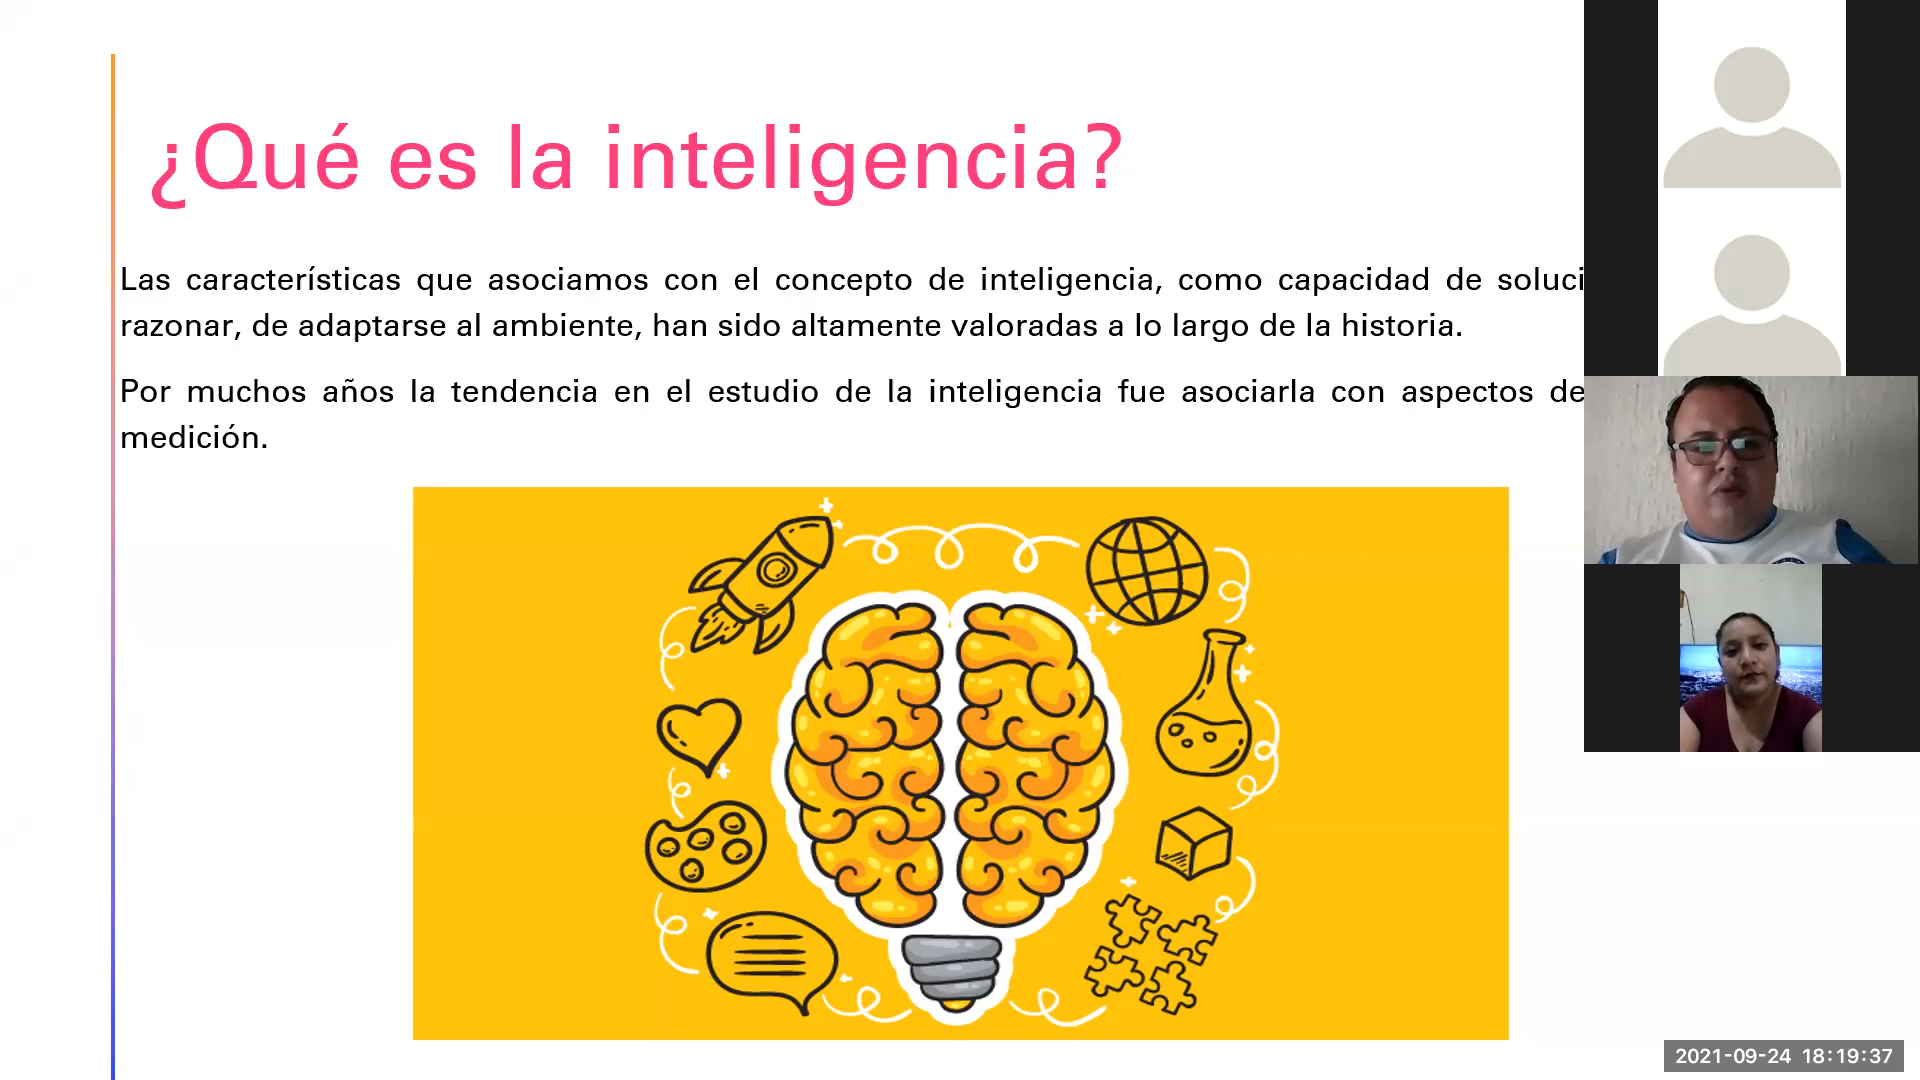 ¿Qué es la inteligencia?
Las características que asociamos con el concepto de inteligencia, como capacidad de soluci
razonar, de adaptarse al ambiente, han sido altamente valoradas a lo largo de la historia.
Por muchos años la tendencia en el estudio de la inteligencia fue asociarla con aspectos de
medición.
2021-09-24 18:19:37